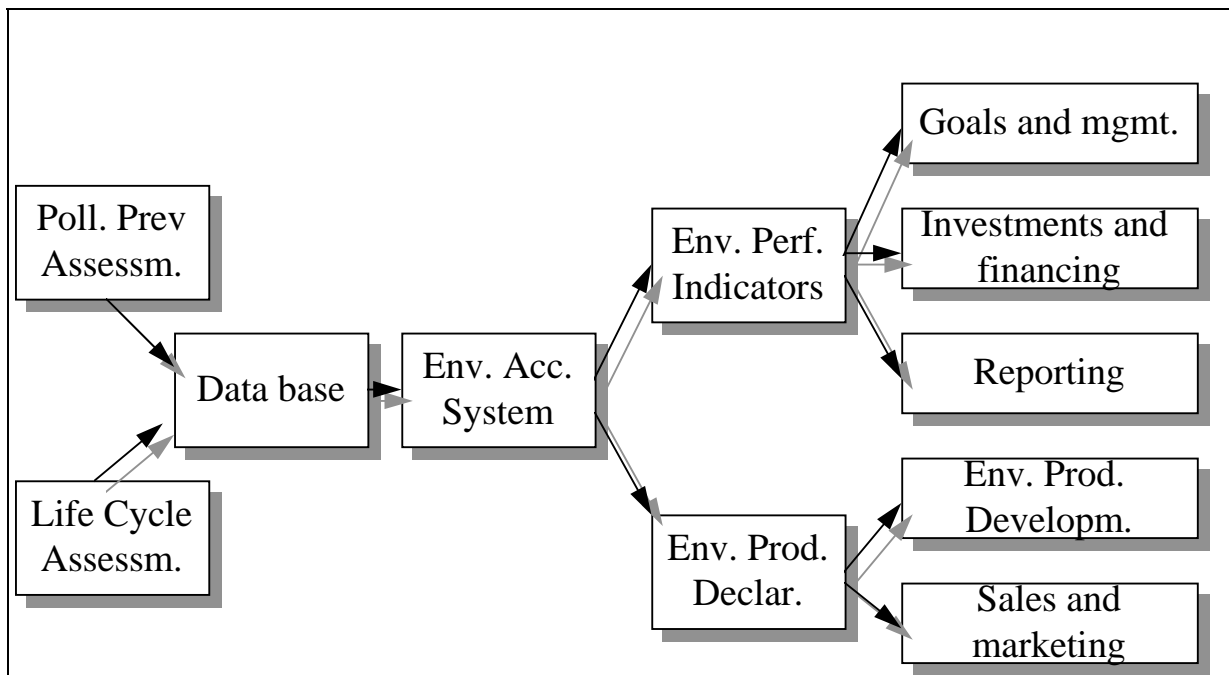 Poll. Prev
Assessm.
Life Cycle
Assessm.
Data base
Env. Acc.
System
Env. Perf.
Indicators
Env. Prod.
Declar.
Goals and mgmt.
Investments and
financing
Reporting
Env. Prod.
Developm.
Sales and
marketing